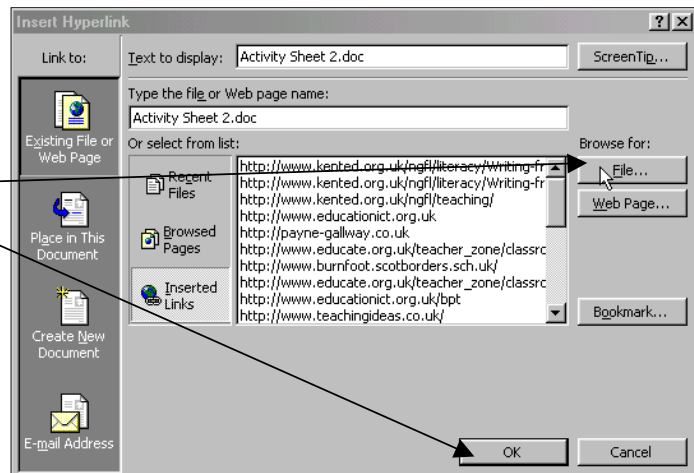 Insert Hyperlink
Link to:
Text to display: Activity Sheet 2.doc ScreenTip...
Type the file or Web page name:
Activity Sheet 2.doc
Existing File or
Web Page
Or select from list:
Browse for:
Recent
Files
http://www.kented.org.uk/ngfl/literacy/Writing-fr
http://www.kented.org.uk/ngfl/literacy/Writing-fr
http://www.kented.org.uk/ngfl/teaching/
http://www.educationict.org.uk
http://payne-gallway.co.uk
http://www.educate.org.uk/teacher_zone/classrc
http://www.burnfoot.scotborders.sch.uk/
http://www.educate.org.uk/teacher_zone/classrc
http://www.educationict.org.uk/bpt
http://www.teachingideas.co.uk/
File...
Web Page...
Place in This
Document
Browsed
Pages
Inserted
Links
Bookmark...
Create New
Document
E-mail Address
OK Cancel